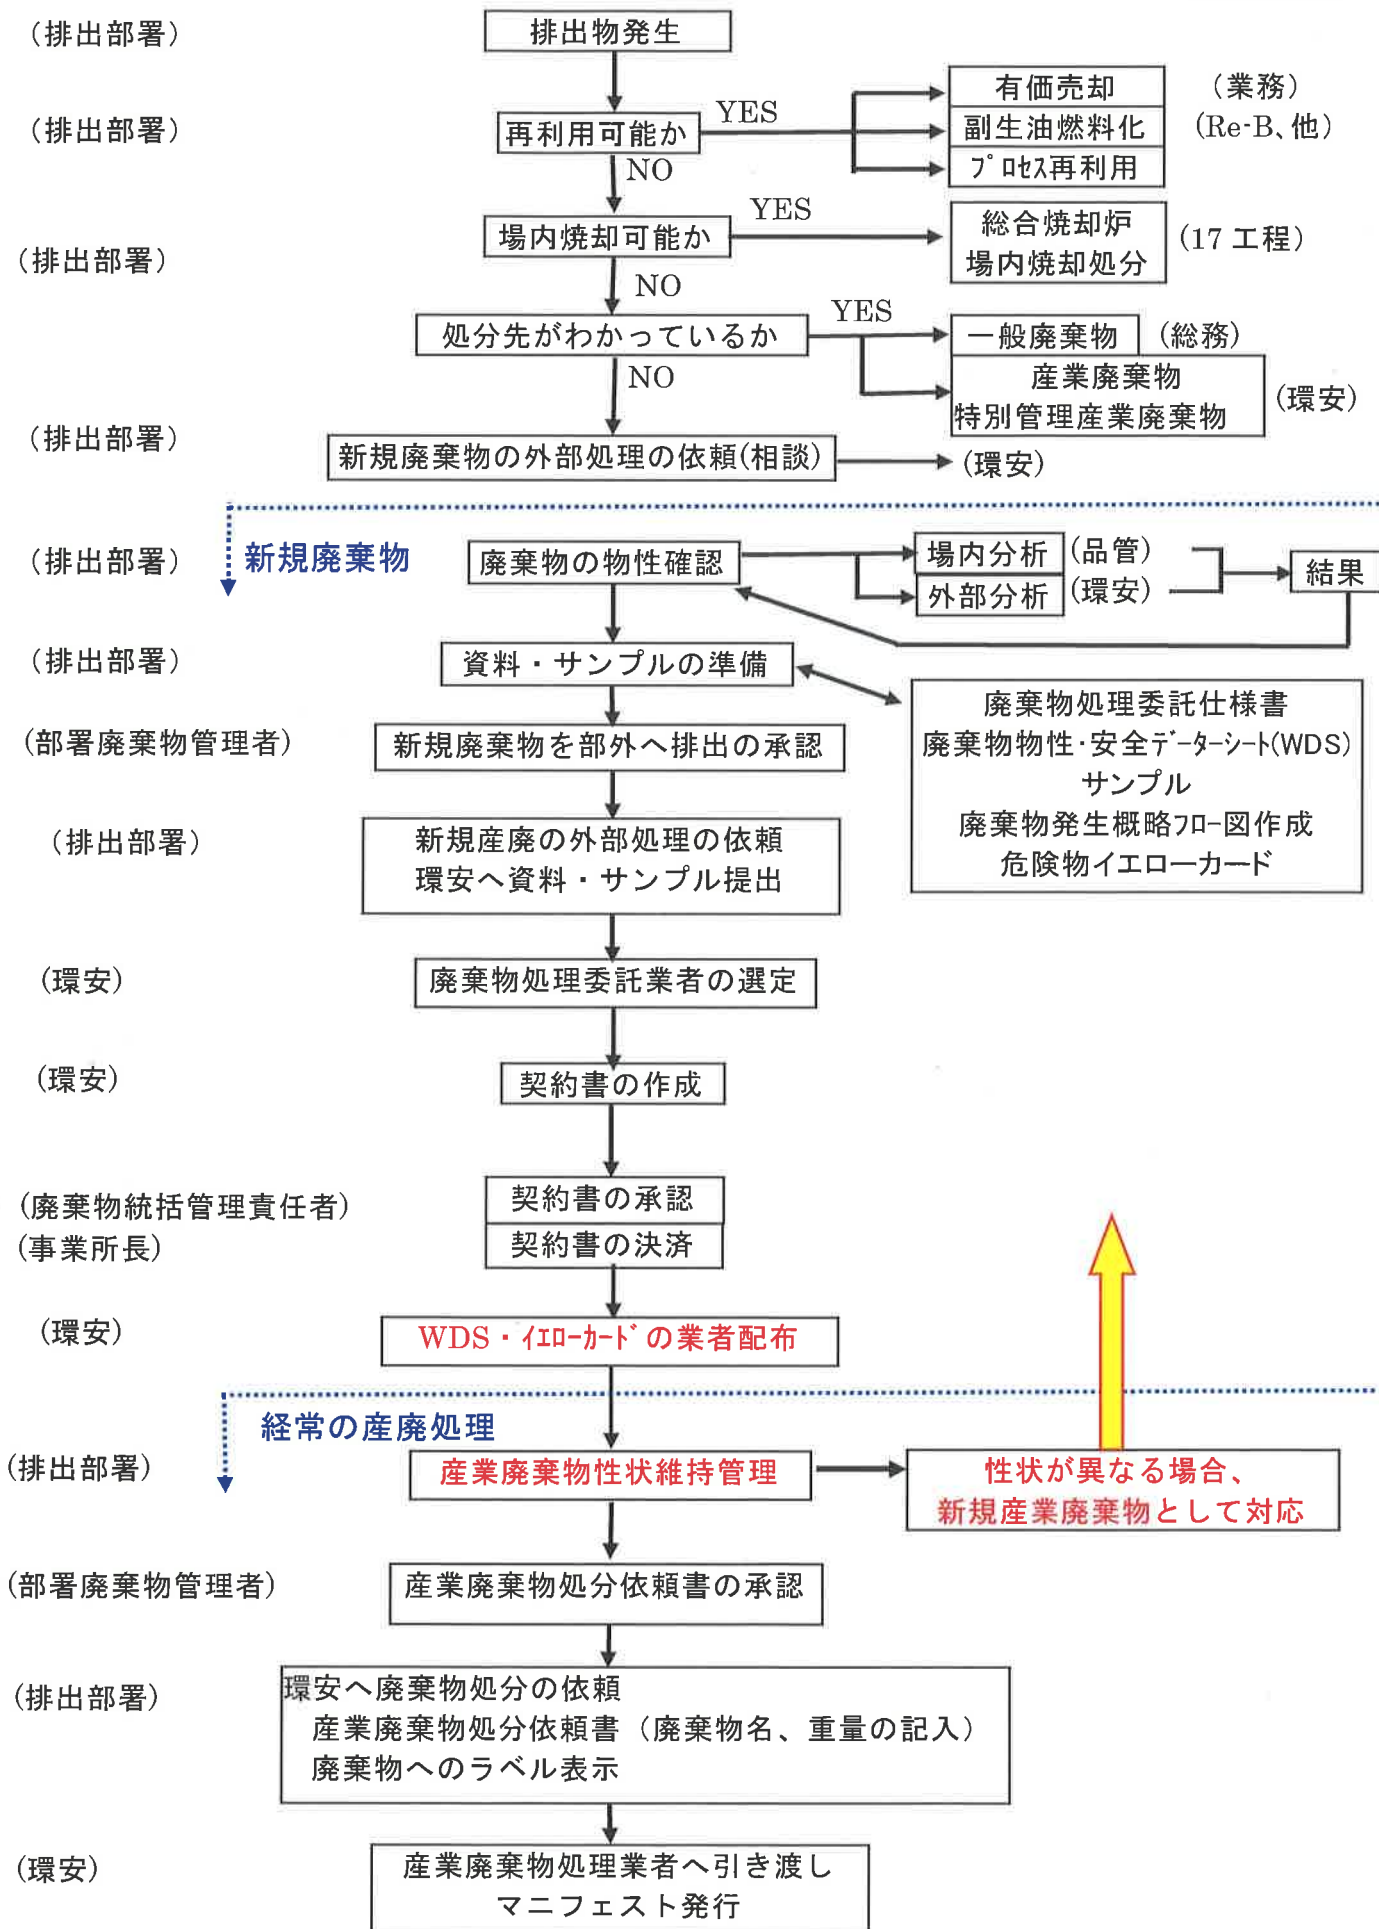 (排出部署)
排出物発生
有価売却
(業務)
(排出部署)
再利用可能か
YES
副生油燃料化
(Re-B、他)
プロセス再利用
NO
(排出部署)
場内焼却可能か
YES
総合焼却炉
場内焼却処分
(17 工程)
NO
処分先がわかっているか
YES
一般廃棄物
(総務)
NO
産業廃棄物
特別管理産業廃棄物
(環安)
(排出部署)
新規廃棄物の外部処理の依頼(相談)
(環安)
新規廃棄物
(排出部署)
廃棄物の物性確認
場内分析
(品管)
外部分析
(環安)
結果
(排出部署)
資料・サンプルの準備
廃棄物処理委託仕様書
廃棄物物性・安全データーシート(WDS)
サンプル
廃棄物発生概略フロー図作成
危険物イエローカード
(部署廃棄物管理者)
新規廃棄物を部外へ排出の承認
(排出部署)
新規産廃の外部処理の依頼
環安へ資料・サンプル提出
(環安)
廃棄物処理委託業者の選定
(環安)
契約書の作成
(廃棄物統括管理責任者)
契約書の承認
(事業所長)
契約書の決済
(環安)
WDS・イエローカードの業者配布
経常の産廃処理
(排出部署)
産業廃棄物性状維持管理
性状が異なる場合、
新規産業廃棄物として対応
(部署廃棄物管理者)
産業廃棄物処分依頼書の承認
(排出部署)
環安へ廃棄物処分の依頼
産業廃棄物処分依頼書(廃棄物名、重量の記入)
廃棄物へのラベル表示
(環安)
産業廃棄物処理業者へ引き渡し
マニフェスト発行